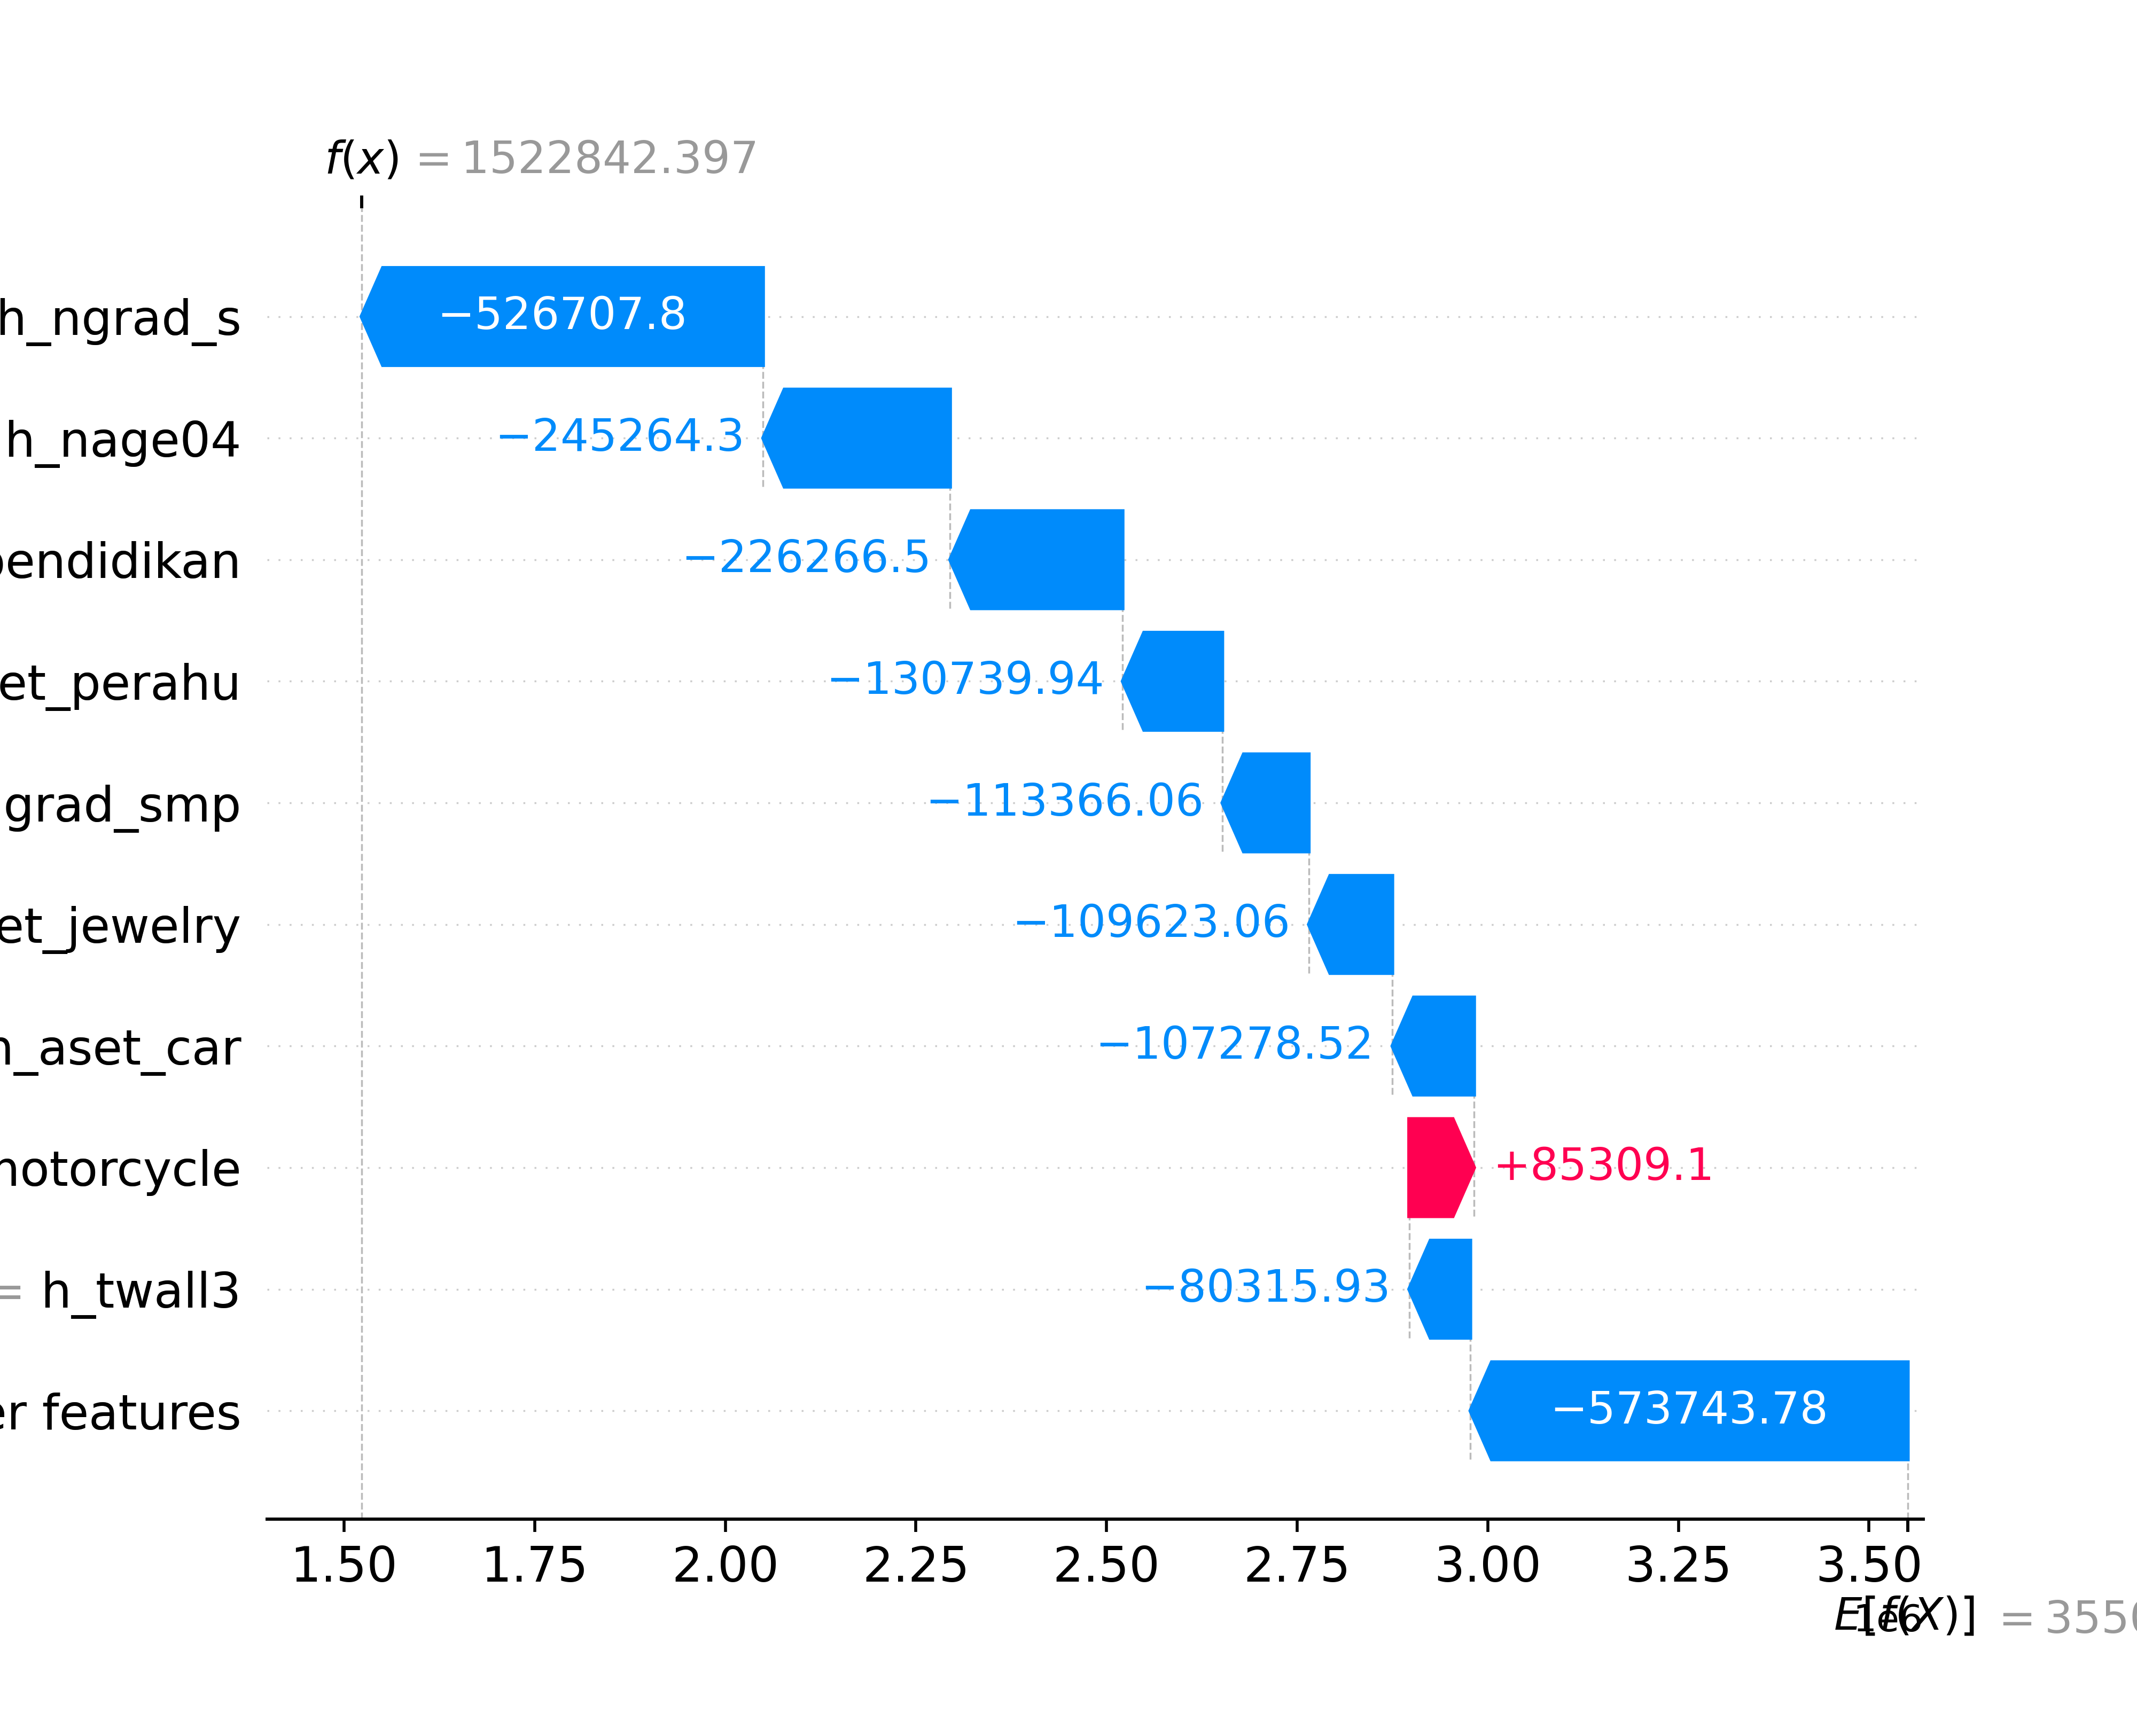 f(x) = 1522842.397
h_ngrad_s −526707.8
h_nage04 −245264.3
pendidikan −226266.5
et_perahu −130739.94
grad_smp −113366.06
et_jewelry −109623.06
h_aset_car −107278.52
motorcycle +85309.1
= h_twall3 −80315.93
er features −573743.78
1.50 1.75 2.00 2.25 2.50 2.75 3.00 3.25 3.50
1e6
E[f(X)] = 3550